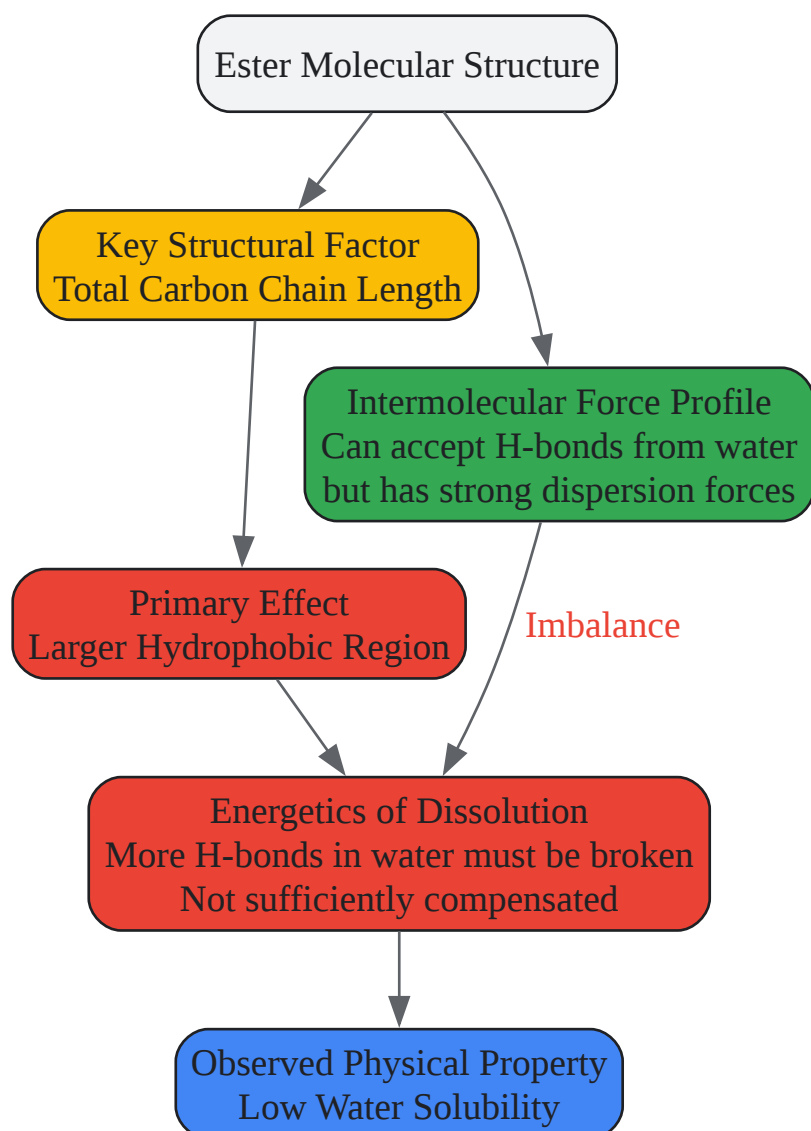 Ester Molecular Structure
Key Structural Factor
Total Carbon Chain Length
Intermolecular Force Profile
Can accept H-bonds from water
but has strong dispersion forces
Primary Effect
Larger Hydrophobic Region
Imbalance
Energetics of Dissolution
More H-bonds in water must be broken
Not sufficiently compensated
Observed Physical Property
Low Water Solubility